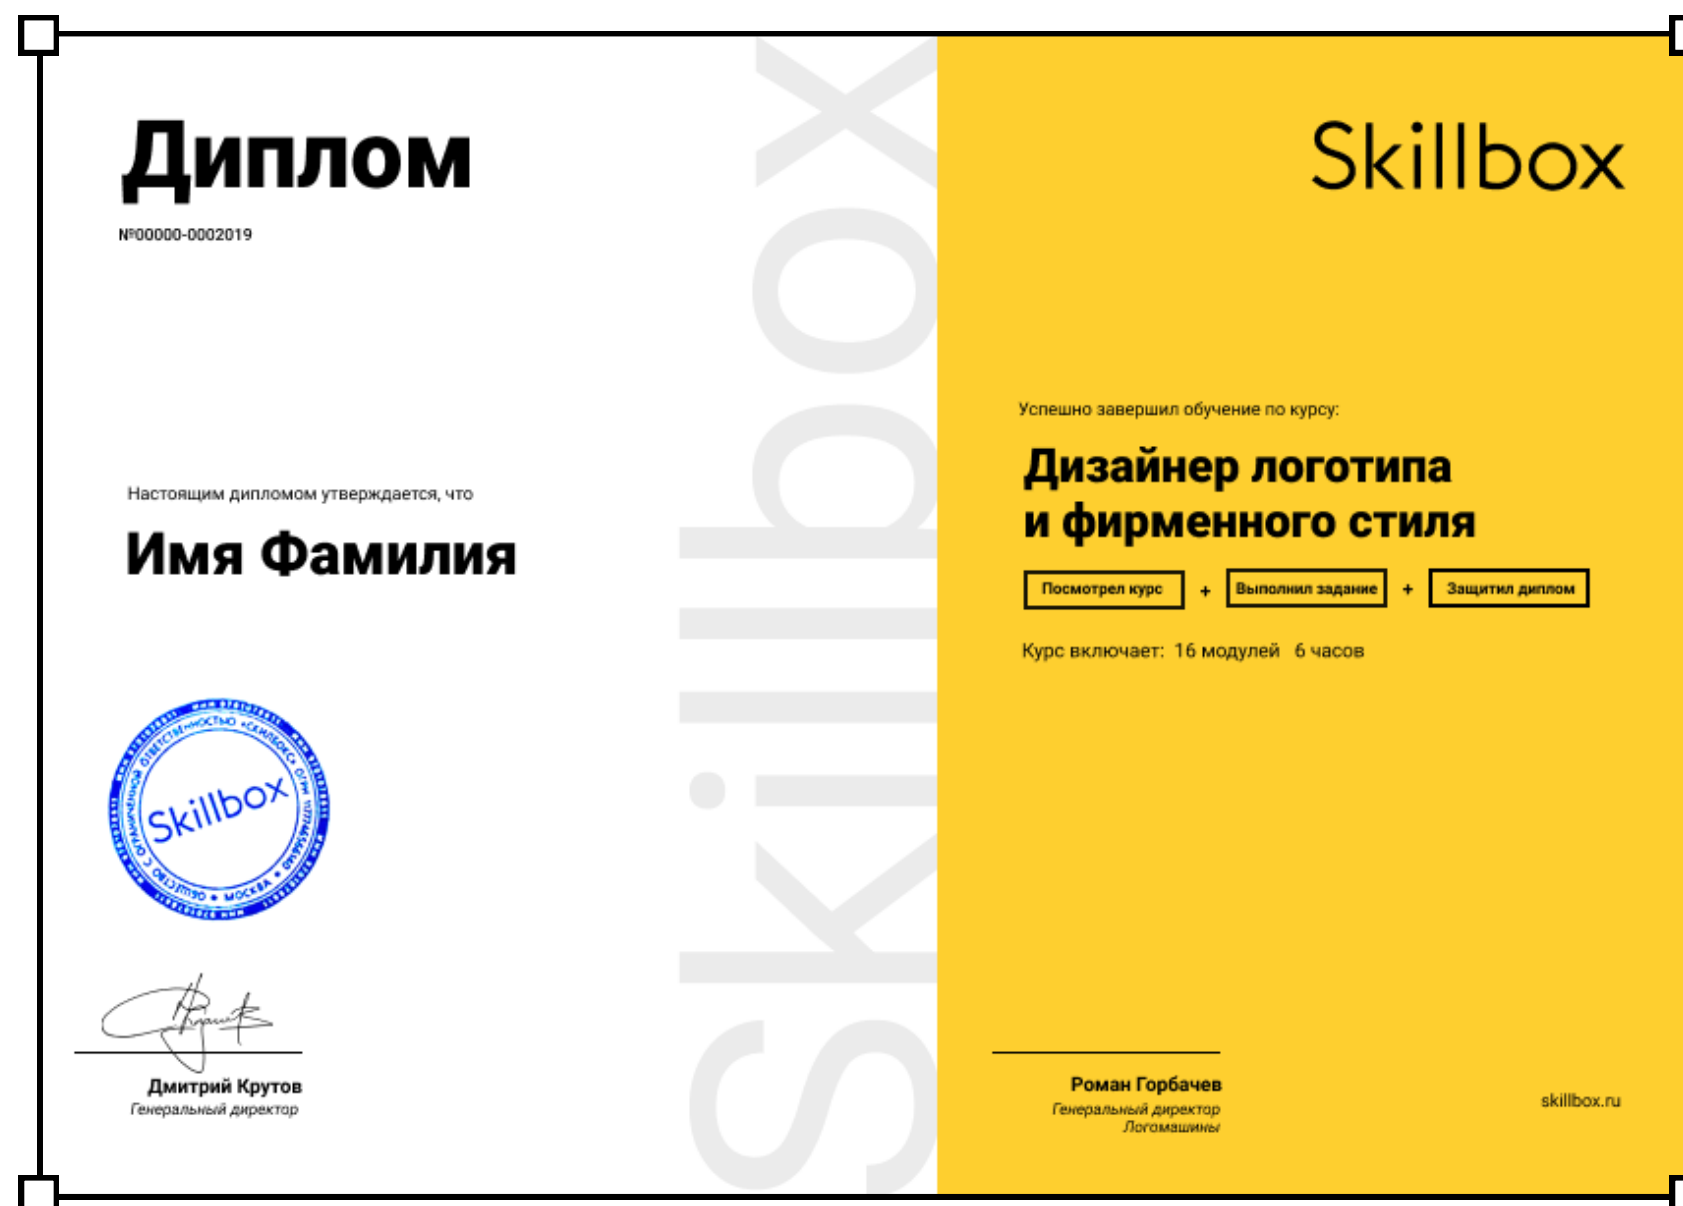 Диплом
№00000-0002019
Настоящим дипломом утверждается, что
Имя Фамилия
Skillbox
МОСКВА
Дмитрий Крутов
Генеральный директор
Skillbox
Skillbox
Успешно завершил обучение по курсу:
Дизайнер логотипа
и фирменного стиля
Посмотрел курс + Выполнил задание + Защитил диплом
Курс включает: 16 модулей 6 часов
Роман Горбачев
Генеральный директор
Логомашины
skillbox.ru